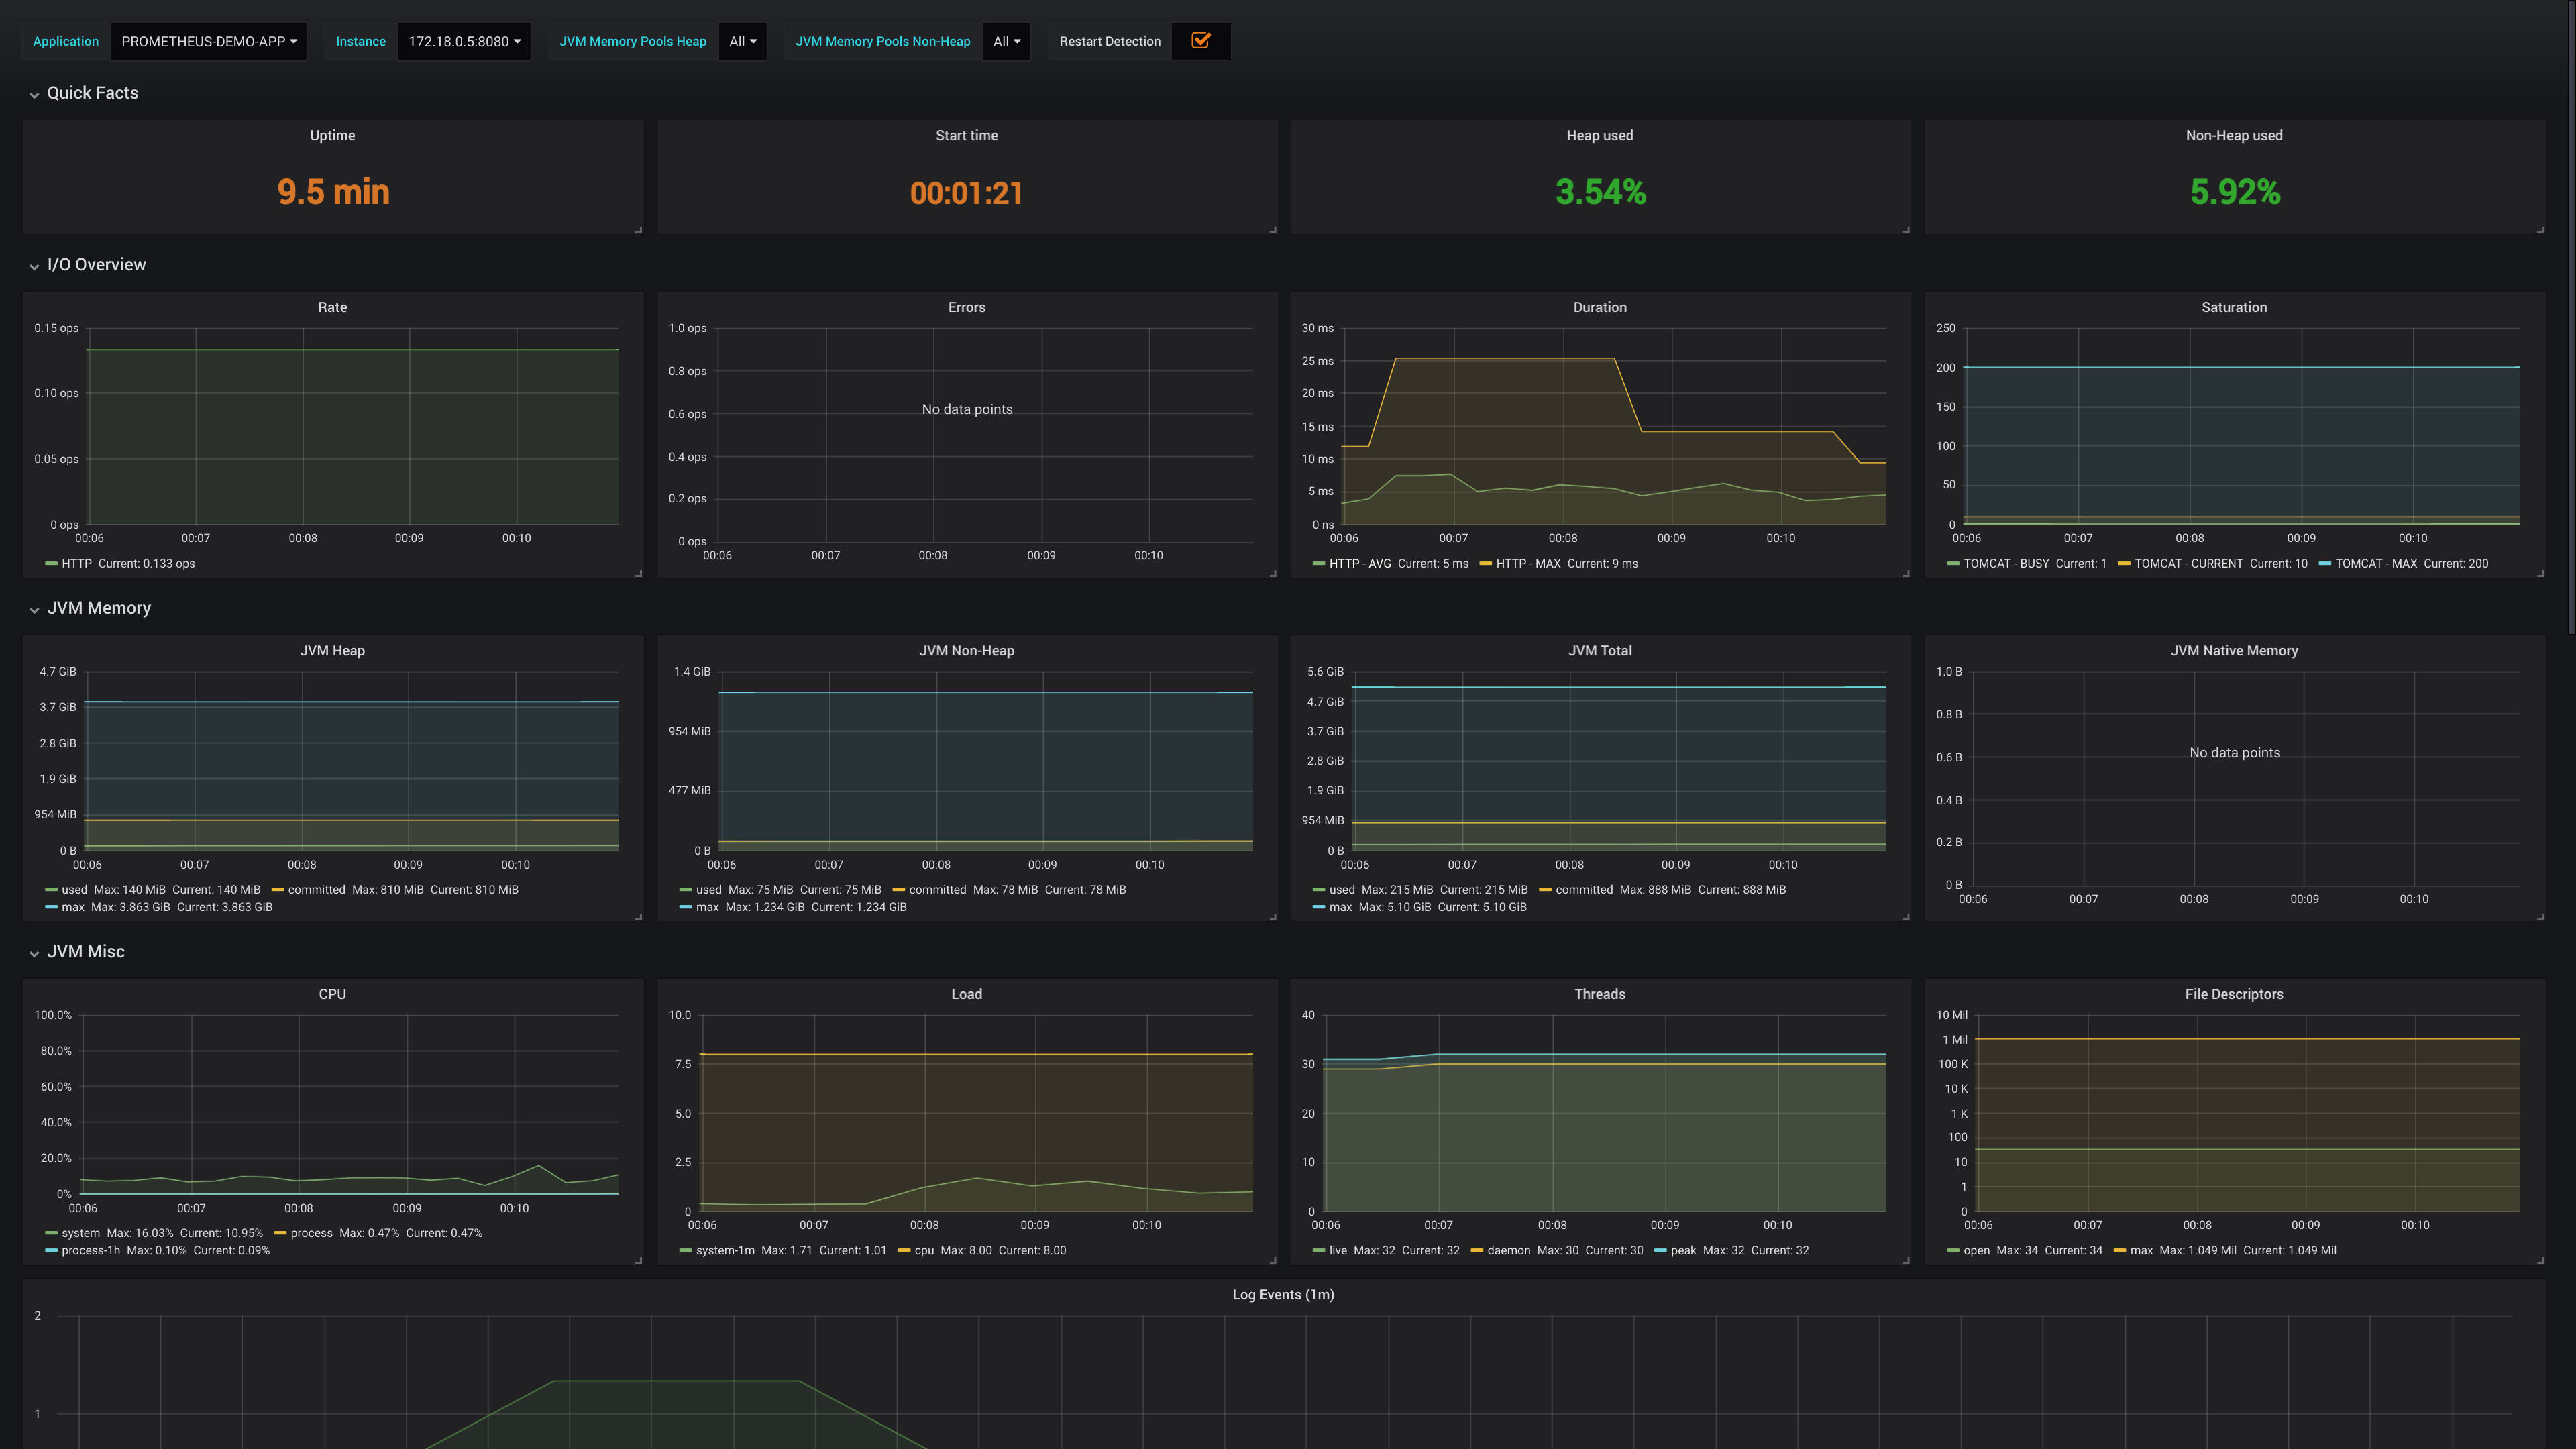 Application PROMETHEUS-DEMO-APP Instance 172.18.0.5:8080 JVM Memory Pools Heap All JVM Memory Pools Non-Heap All Restart Detection
Quick Facts
Uptime
9.5 min
Start time
00:01:21
Heap used
3.54%
Non-Heap used
5.92%
I/O Overview
Rate
0.15 ops
0.10 ops
0.05 ops
0 ops
00:06 00:07 00:08 00:09 00:10
HTTP Current: 0.133 ops
Errors
1.0 ops
0.8 ops
0.6 ops
0.4 ops
0.2 ops
0 ops
No data points
00:06 00:07 00:08 00:09 00:10
Duration
30 ms
25 ms
20 ms
15 ms
10 ms
5 ms
0 ns
00:06 00:07 00:08 00:09 00:10
HTTP - AVG Current: 5 ms HTTP - MAX Current: 9 ms
Saturation
250
200
150
100
50
0
00:06 00:07 00:08 00:09 00:10
TOMCAT - BUSY Current: 1 TOMCAT - CURRENT Current: 10 TOMCAT - MAX Current: 200
JVM Memory
JVM Heap
4.7 GiB
3.7 GiB
2.8 GiB
1.9 GiB
954 MiB
0 B
00:06 00:07 00:08 00:09 00:10
used Max: 140 MiB Current: 140 MiB committed Max: 810 MiB Current: 810 MiB
max Max: 3.863 GiB Current: 3.863 GiB
JVM Non-Heap
1.4 GiB
954 MiB
477 MiB
0 B
00:06 00:07 00:08 00:09 00:10
used Max: 75 MiB Current: 75 MiB committed Max: 78 MiB Current: 78 MiB
max Max: 1.234 GiB Current: 1.234 GiB
JVM Total
5.6 GiB
4.7 GiB
3.7 GiB
2.8 GiB
1.9 GiB
954 MiB
0 B
00:06 00:07 00:08 00:09 00:10
used Max: 215 MiB Current: 215 MiB committed Max: 888 MiB Current: 888 MiB
max Max: 5.10 GiB Current: 5.10 GiB
JVM Native Memory
1.0 B
0.8 B
0.6 B
0.4 B
0.2 B
0 B
No data points
00:06 00:07 00:08 00:09 00:10
JVM Misc
CPU
100.0%
80.0%
60.0%
40.0%
20.0%
0%
00:06 00:07 00:08 00:09 00:10
system Max: 16.03% Current: 10.95% process Max: 0.47% Current: 0.47%
process-1h Max: 0.10% Current: 0.09%
Load
10.0
7.5
5.0
2.5
0
00:06 00:07 00:08 00:09 00:10
system-1m Max: 1.71 Current: 1.01 cpu Max: 8.00 Current: 8.00
Threads
40
30
20
10
0
00:06 00:07 00:08 00:09 00:10
live Max: 32 Current: 32 daemon Max: 30 Current: 30 peak Max: 32 Current: 32
File Descriptors
10 Mil
1 Mil
100 K
10 K
1 K
100
10
1
0
00:06 00:07 00:08 00:09 00:10
open Max: 34 Current: 34 max Max: 1.049 Mil Current: 1.049 Mil
Log Events (1m)
2
1